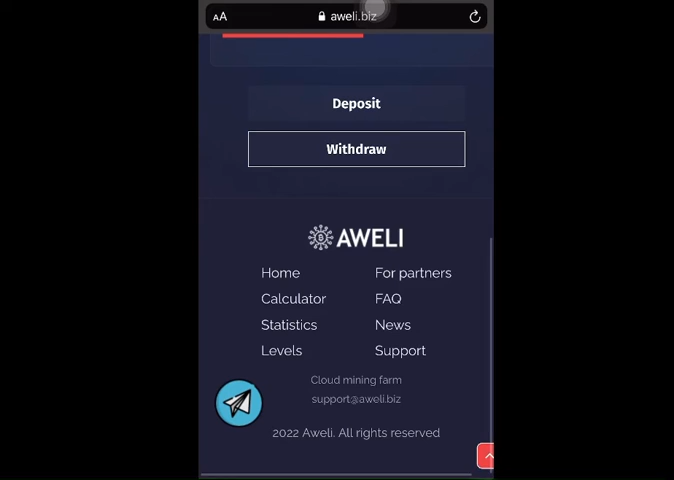 AA aweli.biz
Deposit
Withdraw
AWELI
Home For partners
Calculator FAQ
Statistics News
Levels Support
Cloud mining farm
support@aweli.biz
2022 Aweli. All rights reserved